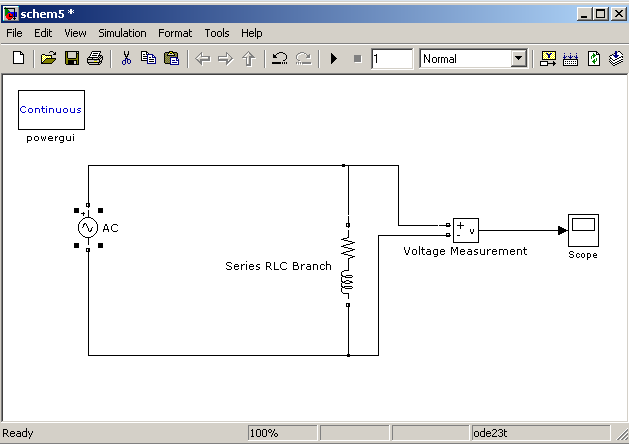 schem5 *
File Edit View Simulation Format Tools Help
1 Normal
Continuous
powergui
+
AC
+
- v
Series RLC Branch
Voltage Measurement
Scope
Ready 100% ode23t